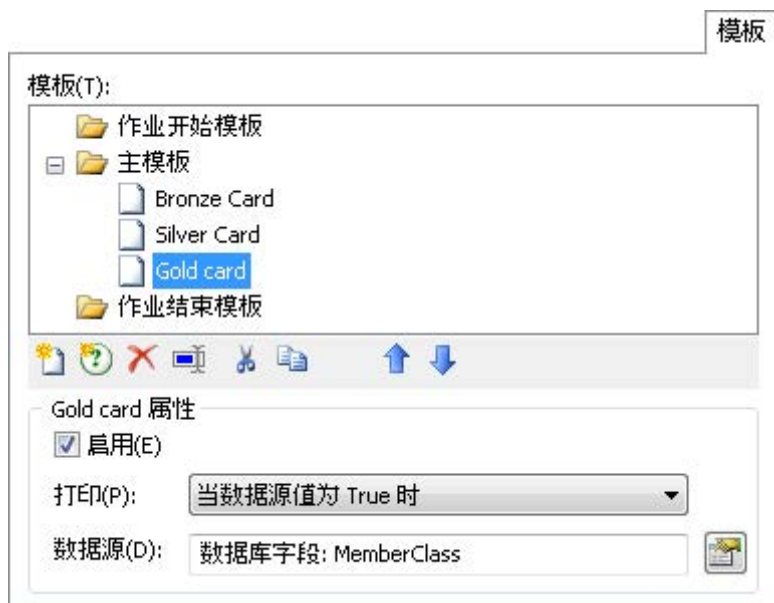 模板
模板(T):
作业开始模板
主模板
Bronze Card
Silver Card
Gold card
作业结束模板
Gold card 属性
启用(E)
打印(P): 当数据源值为 True 时
数据源(D): 数据库字段: MemberClass